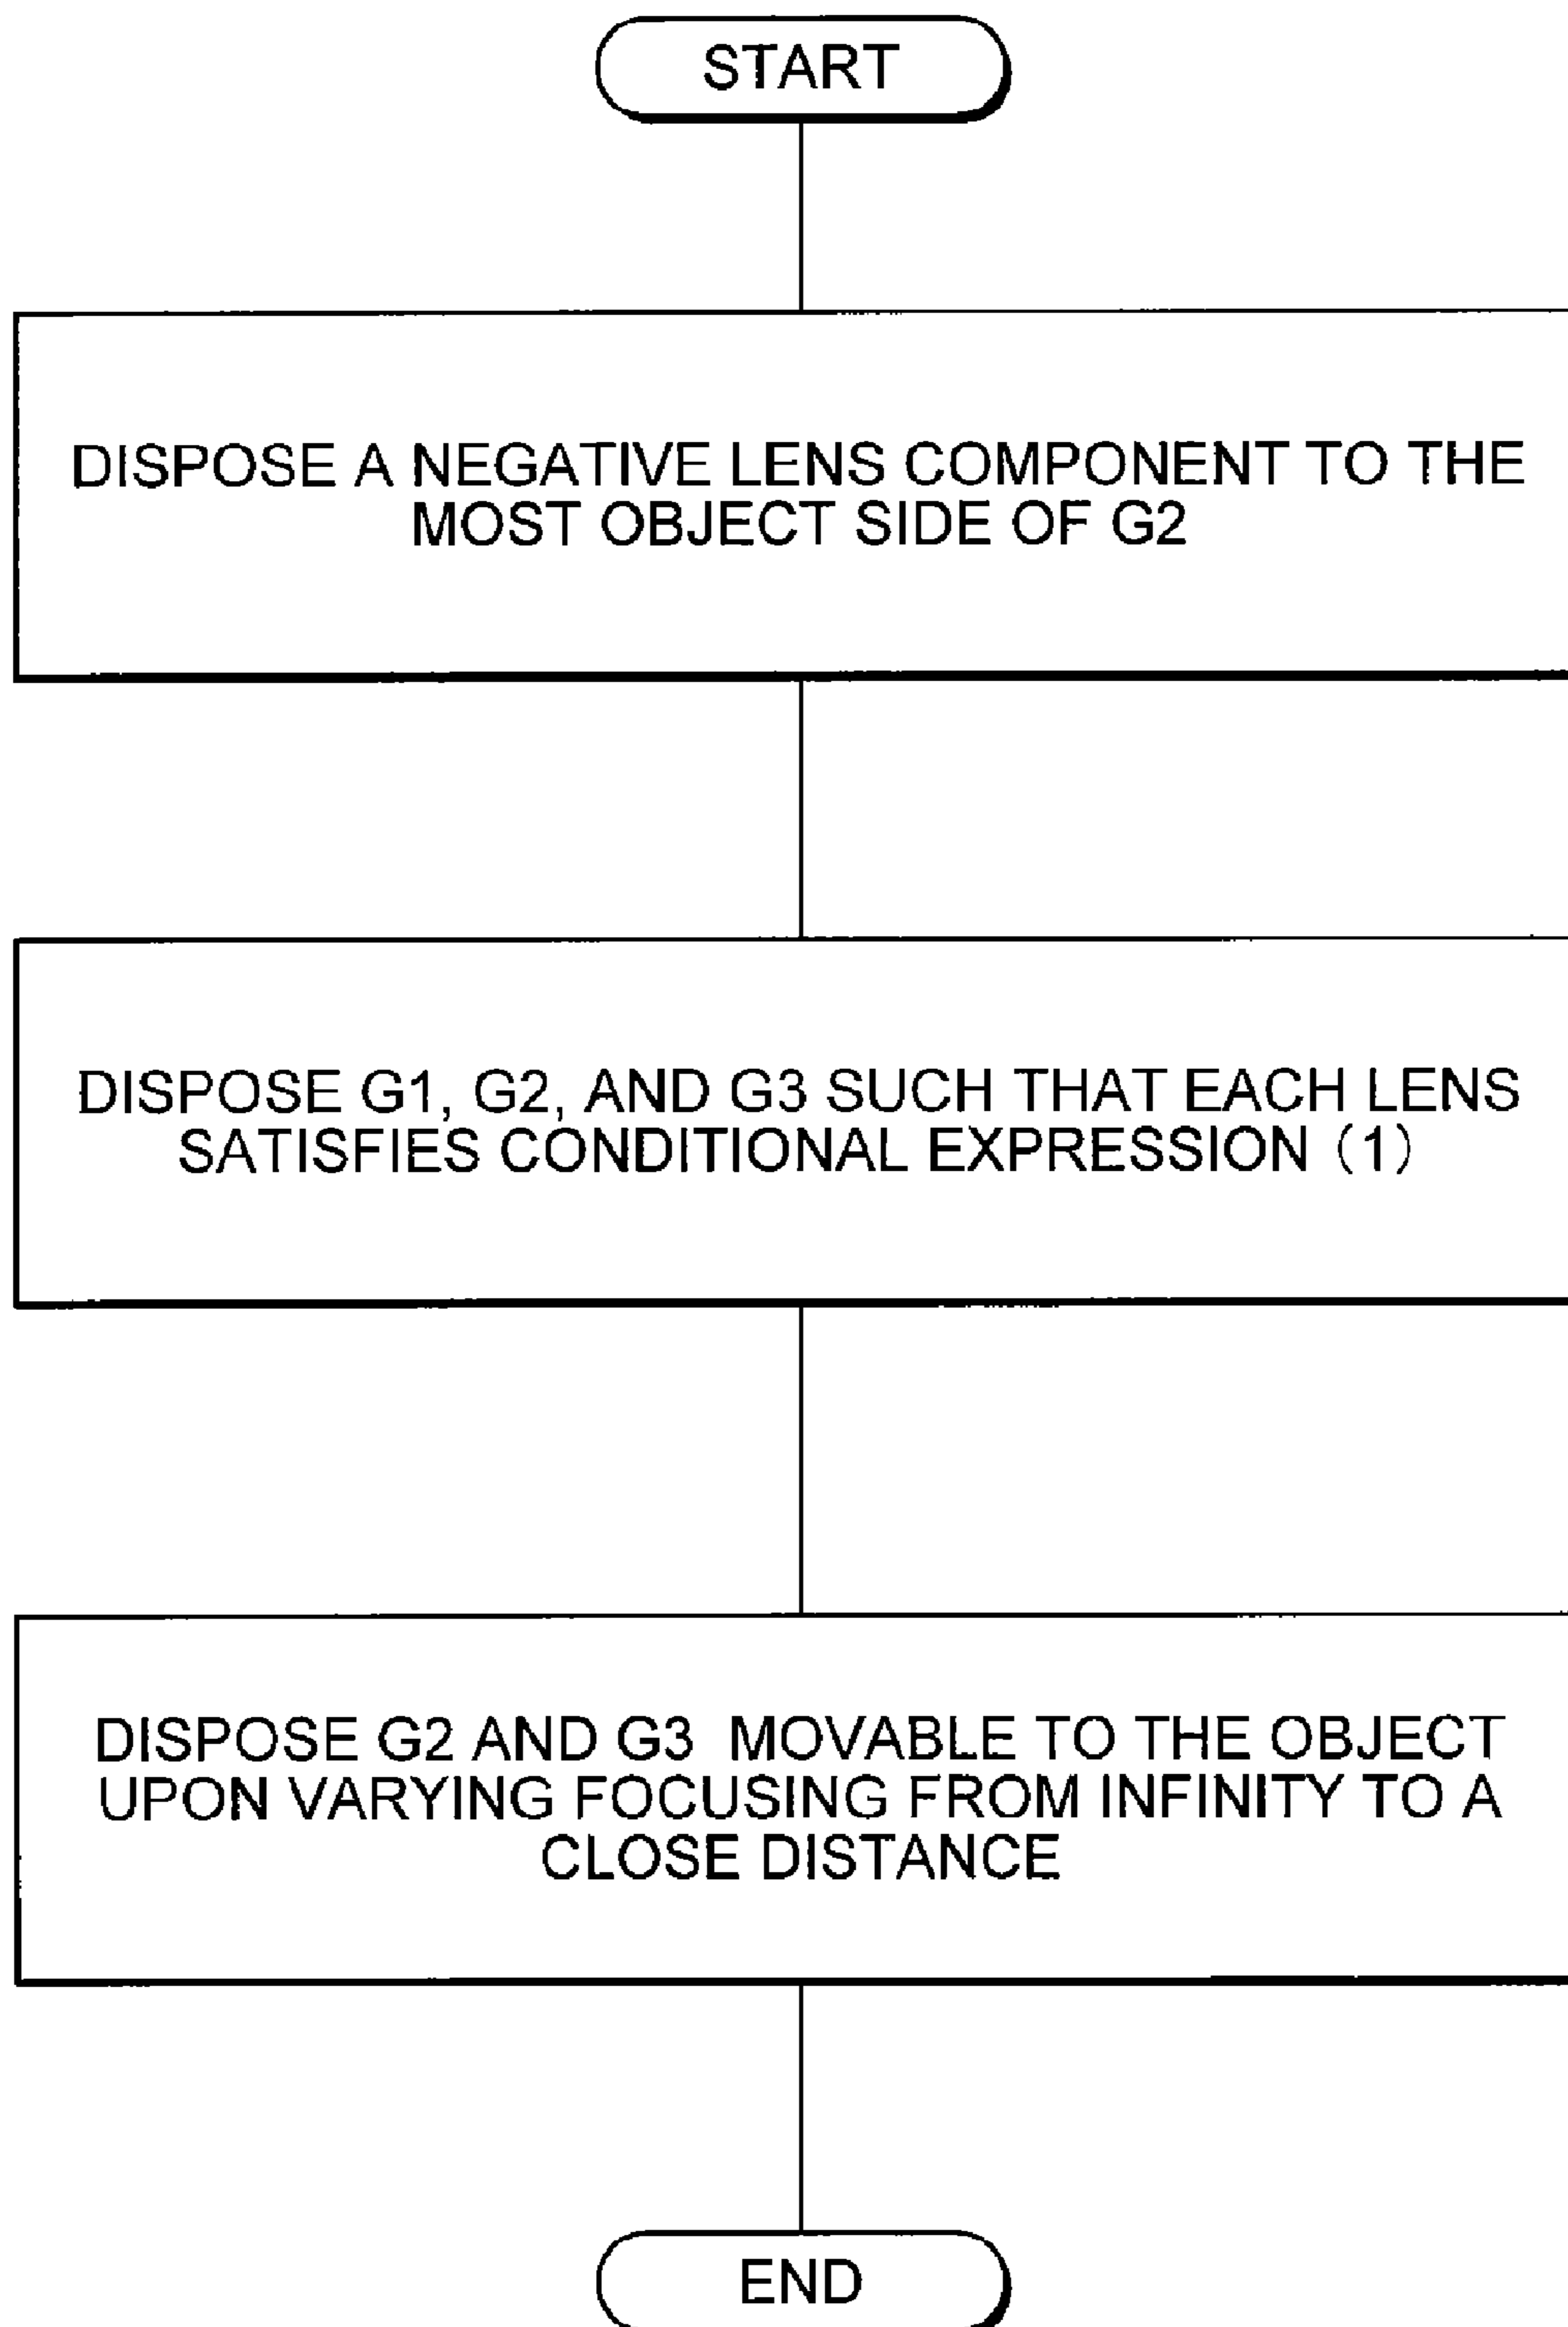 START
DISPOSE A NEGATIVE LENS COMPONENT TO THE
MOST OBJECT SIDE OF G2
DISPOSE G1, G2, AND G3 SUCH THAT EACH LENS
SATISFIES CONDITIONAL EXPRESSION (1)
DISPOSE G2 AND G3 MOVABLE TO THE OBJECT
UPON VARYING FOCUSING FROM INFINITY TO A
CLOSE DISTANCE
END